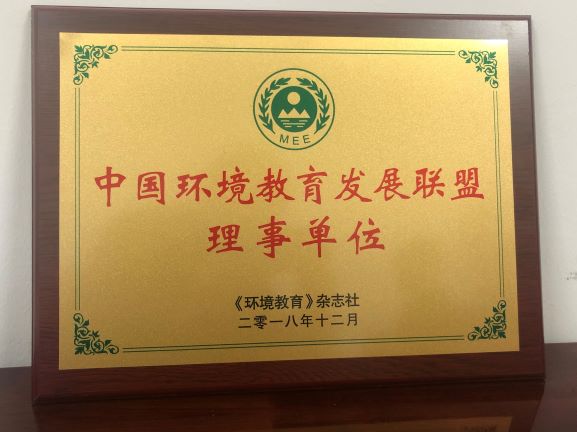 MEE
中国环境教育发展联盟
理事单位
《环境教育》杂志社
二零一八年十二月